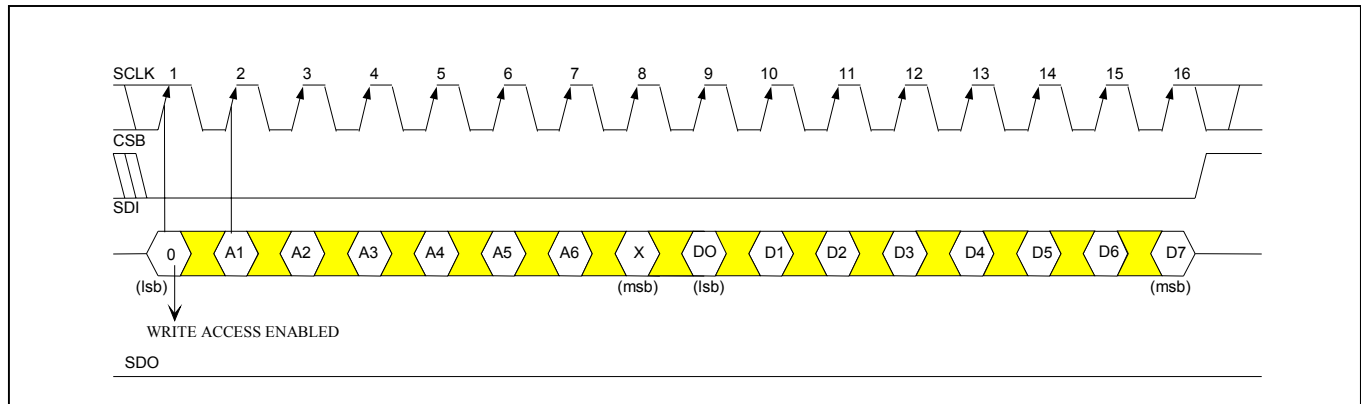 SCLK 1 2 3 4 5 6 7 8 9 10 11 12 13 14 15 16
CSB
SDI
0 A1 A2 A3 A4 A5 A6 X DO D1 D2 D3 D4 D5 D6 D7
(lsb) (msb) (lsb) (msb)
WRITE ACCESS ENABLED
SDO